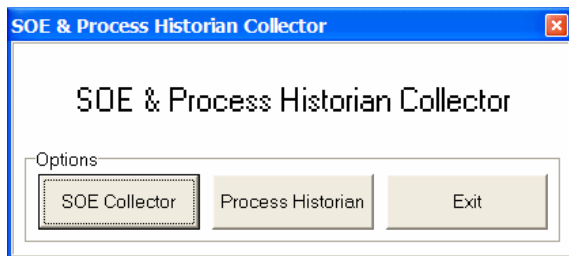 SOE & Process Historian Collector
SOE & Process Historian Collector
Options
SOE Collector Process Historian Exit